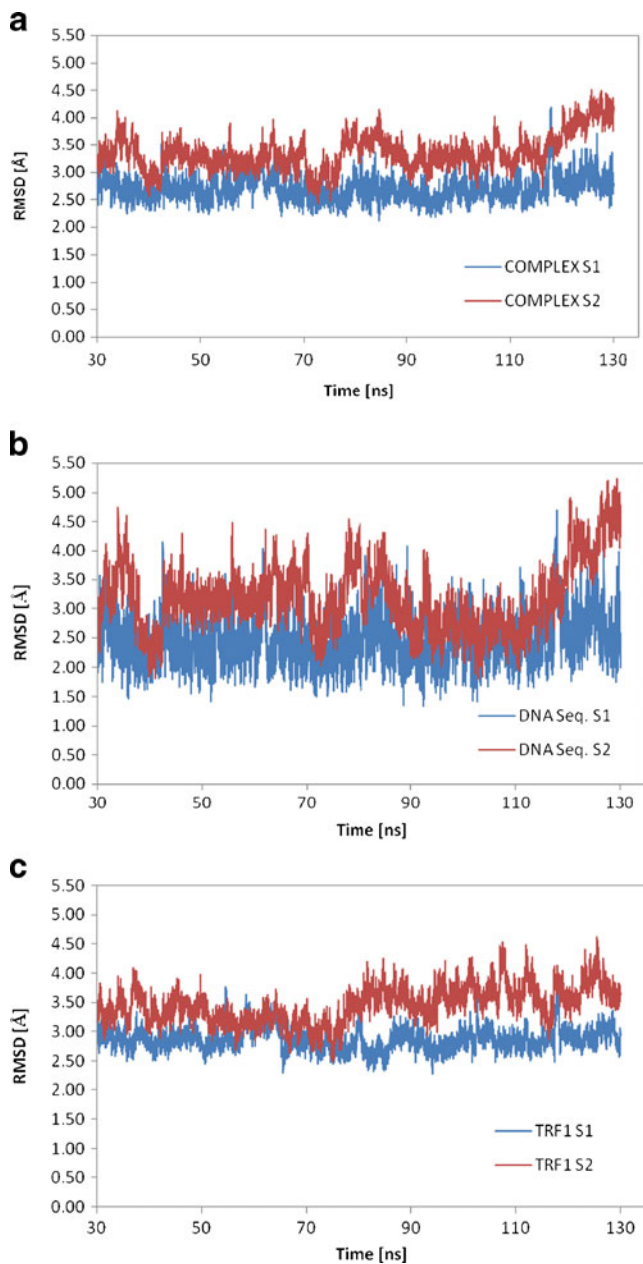 a
5.50
5.00
4.50
4.00
3.50
3.00
2.50
2.00
1.50
1.00
0.50
0.00
RMSD [Å]
COMPLEX S1
COMPLEX S2
30 50 70 90 110 130
Time [ns]
b
5.50
5.00
4.50
4.00
3.50
3.00
2.50
2.00
1.50
1.00
0.50
0.00
RMSD [Å]
DNA Seq. S1
DNA Seq. S2
30 50 70 90 110 130
Time [ns]
c
5.50
5.00
4.50
4.00
3.50
3.00
2.50
2.00
1.50
1.00
0.50
0.00
RMSD [Å]
TRF1 S1
TRF1 S2
30 50 70 90 110 130
Time [ns]